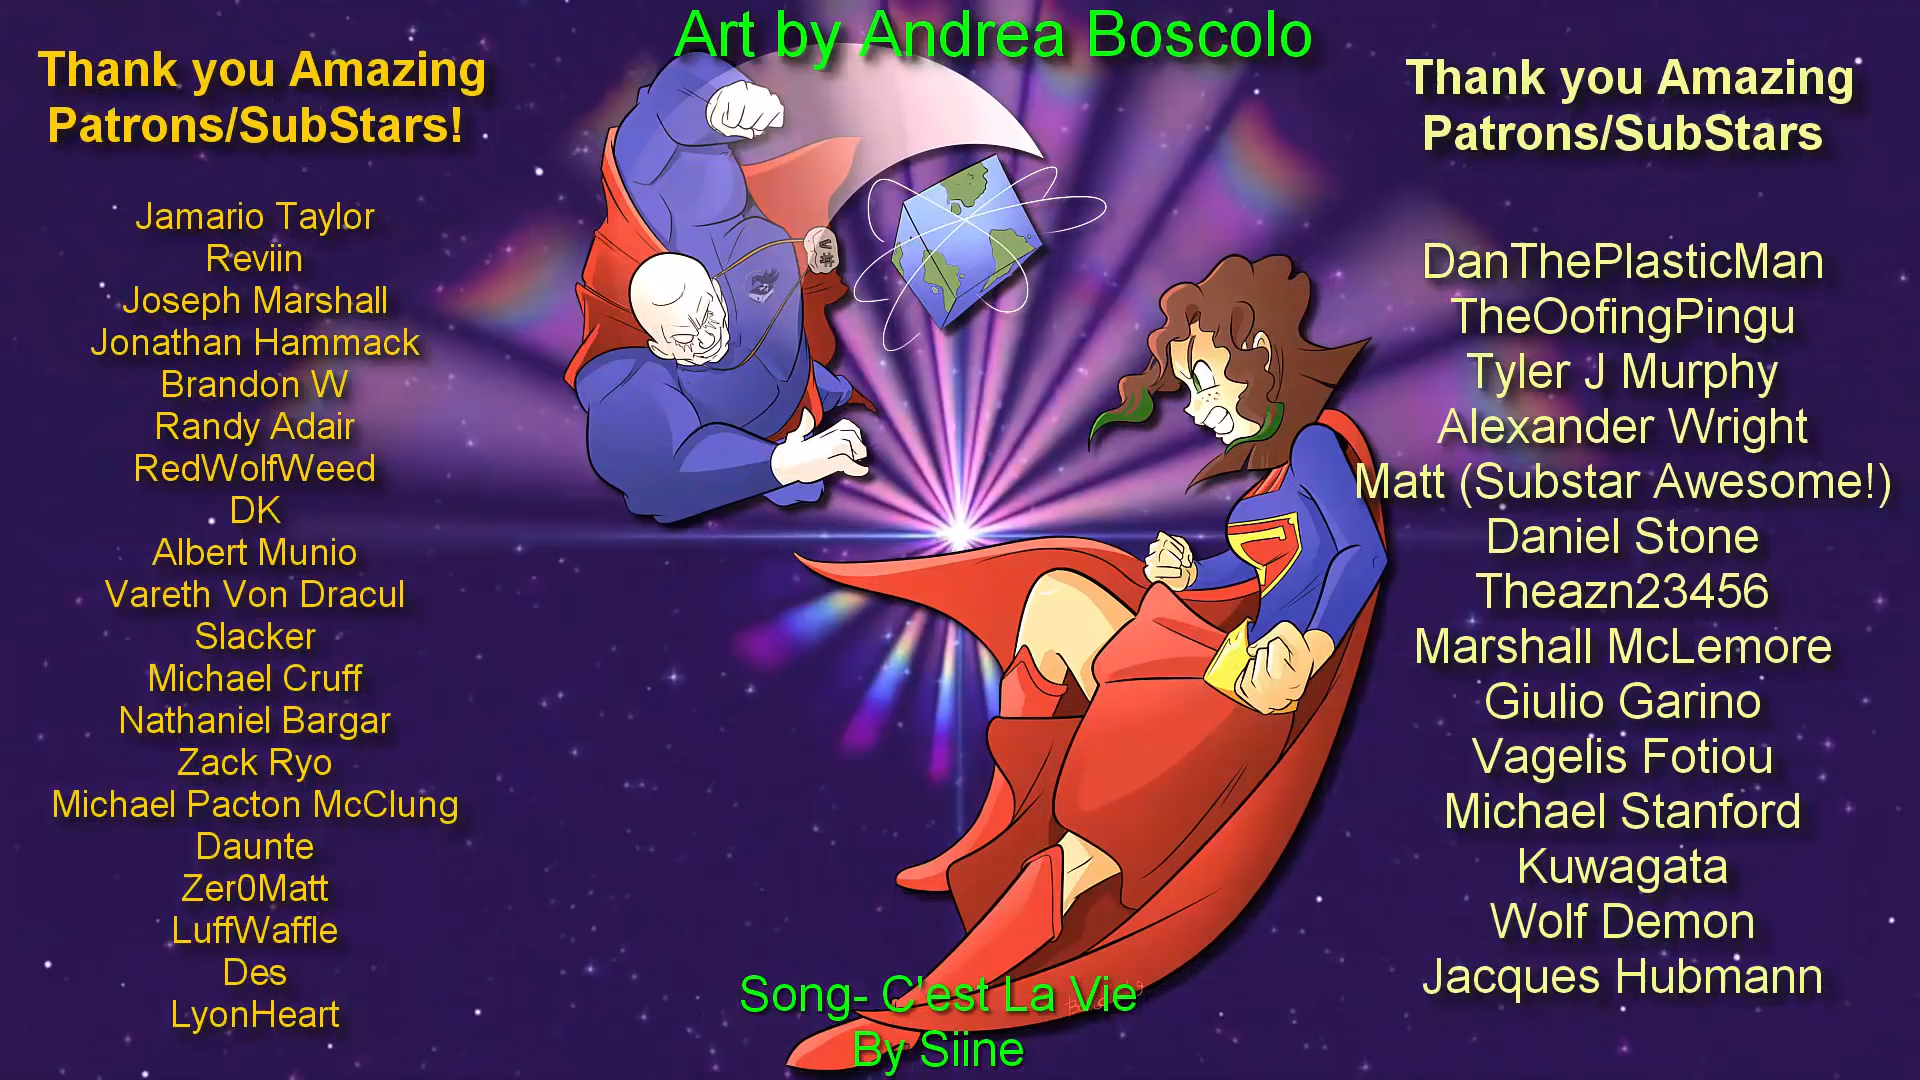 Art by Andrea Boscolo
Thank you Amazing
Patrons/SubStars!
Jamario Taylor
Reviin
Joseph Marshall
Jonathan Hammack
Brandon W
Randy Adair
RedWolfWeed
DK
Albert Munio
Vareth Von Dracul
Slacker
Michael Cruff
Nathaniel Bargar
Zack Ryo
Michael Pacton McClung
Daunte
Zer0Matt
LuffWaffle
Des
LyonHeart
Thank you Amazing
Patrons/SubStars
DanThePlasticMan
TheOofingPingu
Tyler J Murphy
Alexander Wright
Matt (Substar Awesome!)
Daniel Stone
Theazn23456
Marshall McLemore
Giulio Garino
Vagelis Fotiou
Michael Stanford
Kuwagata
Wolf Demon
Jacques Hubmann
Song- C'est La Vie
By Siine